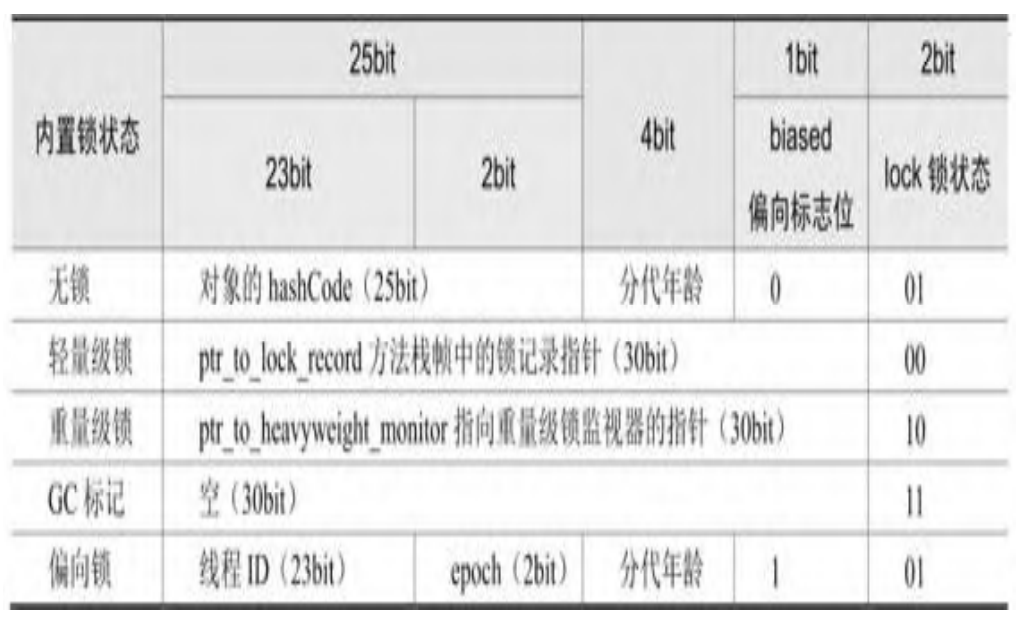 内置锁状态 25bit 4bit 1bit 2bit
23bit 2bit biased 偏向标志位 lock 锁状态
无锁 对象的 hashCode（25bit） 分代年龄 0 01
轻量级锁 ptr_to_lock_record 方法栈帧中的锁记录指针（30bit） 00
重量级锁 ptr_to_heavyweight_monitor 指向重量级锁监视器的指针（30bit） 10
GC 标记 空（30bit） 11
偏向锁 线程 ID（23bit） epoch（2bit） 分代年龄 1 01